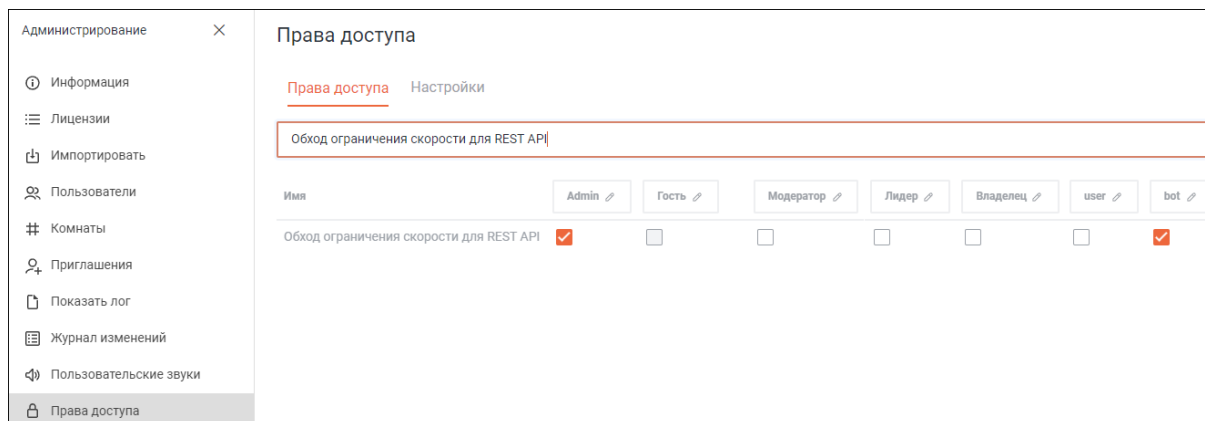 Администрирование
Права доступа
Информация
Права доступа Настройки
Лицензии
Обход ограничения скорости для REST API
Импортировать
Пользователи
Имя Admin Гость Модератор Лидер Владелец user bot
Комнаты
Обход ограничения скорости для REST API
Приглашения
Показать лог
Журнал изменений
Пользовательские звуки
Права доступа